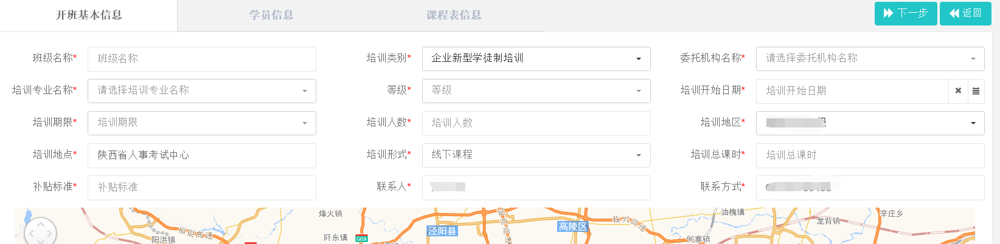 开班基本信息 学员信息 课程表信息 下一步 返回
班级名称* 班级名称 培训类别* 企业新型学徒制培训 委托机构名称* 请选择委托机构名称
培训专业名称* 请选择培训专业名称 等级* 等级 培训开始日期* 培训开始日期
培训期限* 培训期限 培训人数* 培训人数 培训地区*
培训地点* 陕西省人事考试中心 培训形式* 线下课程 培训总课时* 培训总课时
补贴标准* 补贴标准 联系人* 联系方式*
烽火镇 临兴高速 油槐镇 辛庄乡
福银高速 泾阳县 高陵区 龙背镇
阳洪镇 阡东镇 G69 何寨镇